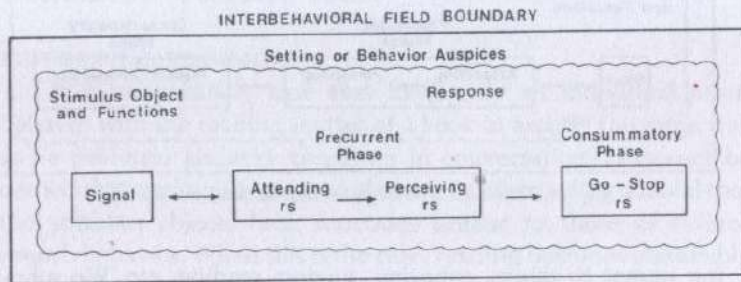 INTERBEHAVIORAL FIELD BOUNDARY
Setting or Behavior Auspices
Stimulus Object
and Functions
Response
Precurrent
Phase
Consummatory
Phase
Signal
Attending
rs
Perceiving
rs
Go – Stop
rs